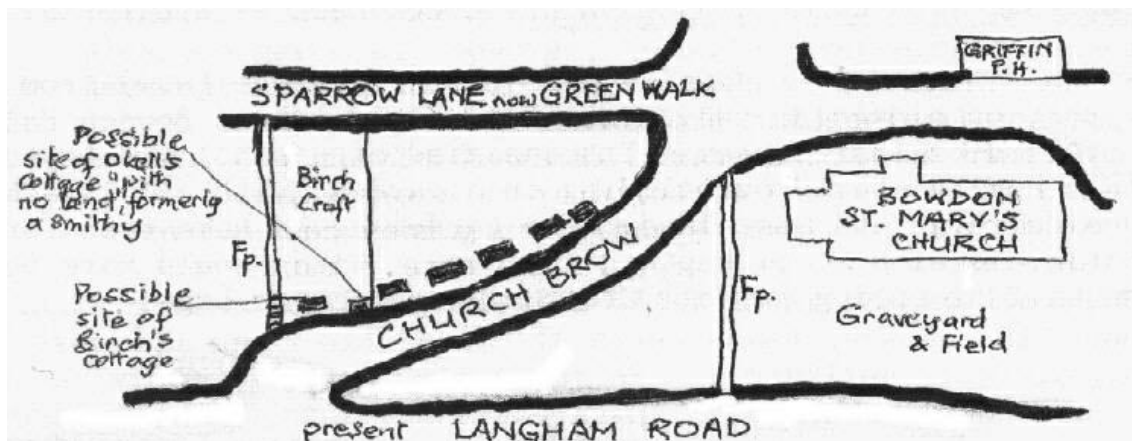 GRIFFIN
P.H.
SPARROW LANE now GREEN WALK
Possible
site of Owlls
cottage "with
no land, formerly
a smithy"
Birch
Croft
BOWDON
ST. MARY'S
CHURCH
Fp.
CHURCH BROW
Fp.
Possible
site of
Birch's
cottage
Graveyard
& Field
present LANGHAM ROAD